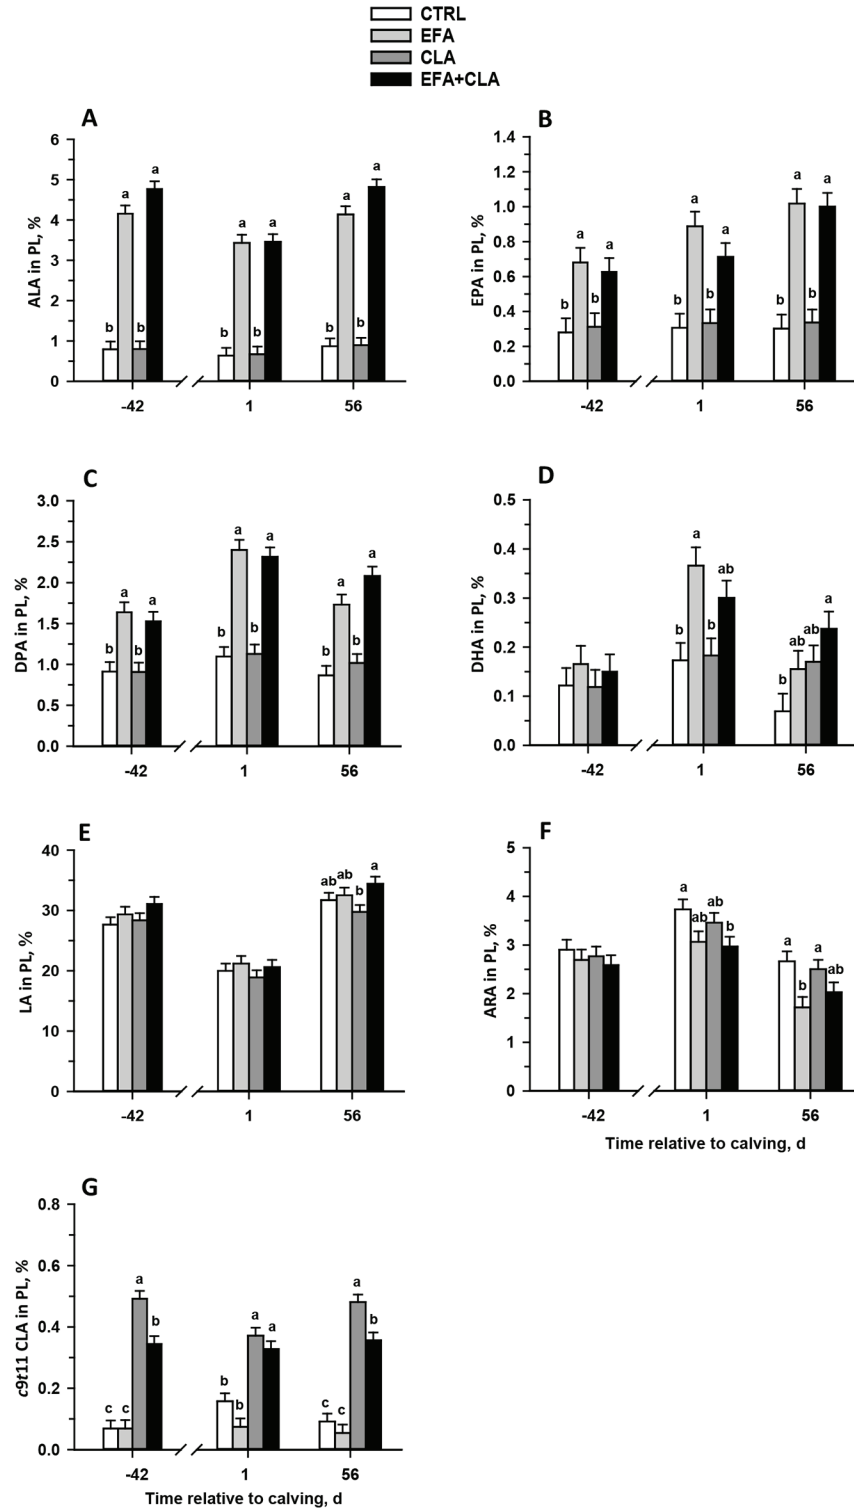 CTRL
EFA
CLA
EFA+CLA
A
ALA in PL, %
6
5
4
3
2
1
0
b a b a
b a b a
b a b a
-42 1 56
B
EPA in PL, %
1.4
1.2
1.0
0.8
0.6
0.4
0.2
0.0
b a b a
b a b a
b a b a
-42 1 56
C
DPA in PL, %
3.0
2.5
2.0
1.5
1.0
0.5
0.0
b a b a
b a b a
b a b a
-42 1 56
D
DHA in PL, %
0.5
0.4
0.3
0.2
0.1
0.0
b a b ab
b ab ab a
-42 1 56
E
LA in PL, %
40
30
20
10
0
ab ab b a
-42 1 56
F
ARA in PL, %
5
4
3
2
1
0
a ab ab b
a b a ab
-42 1 56
Time relative to calving, d
G
c9t11 CLA in PL, %
0.8
0.6
0.4
0.2
0.0
c c a b
b b a a
c c a b
-42 1 56
Time relative to calving, d